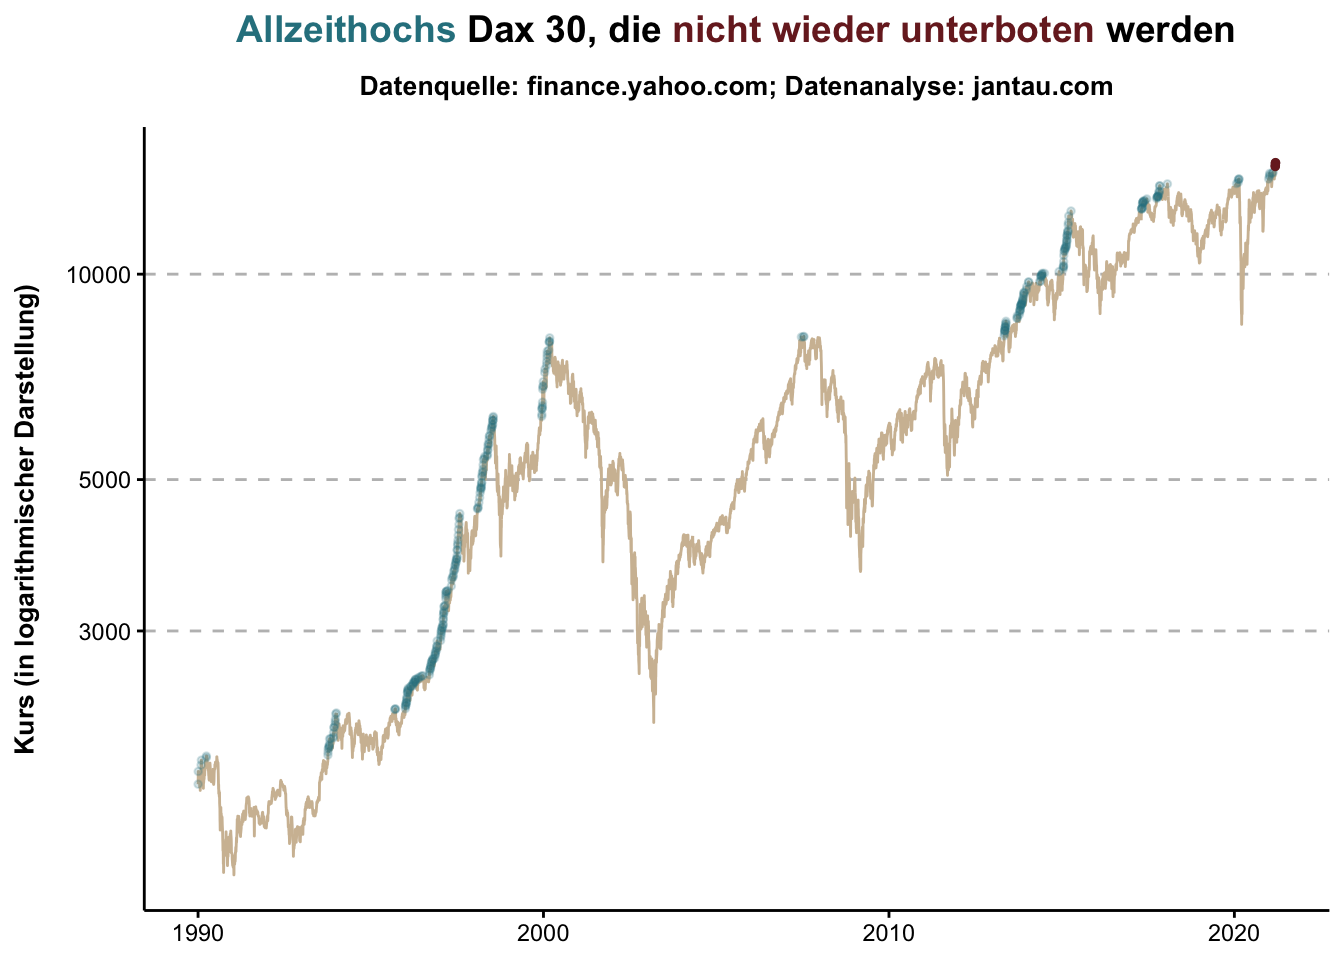 Allzeithochs Dax 30, die nicht wieder unterboten werden
Datenquelle: finance.yahoo.com; Datenanalyse: jantau.com
Kurs (in logarithmischer Darstellung)
10000
5000
3000
1990 2000 2010 2020